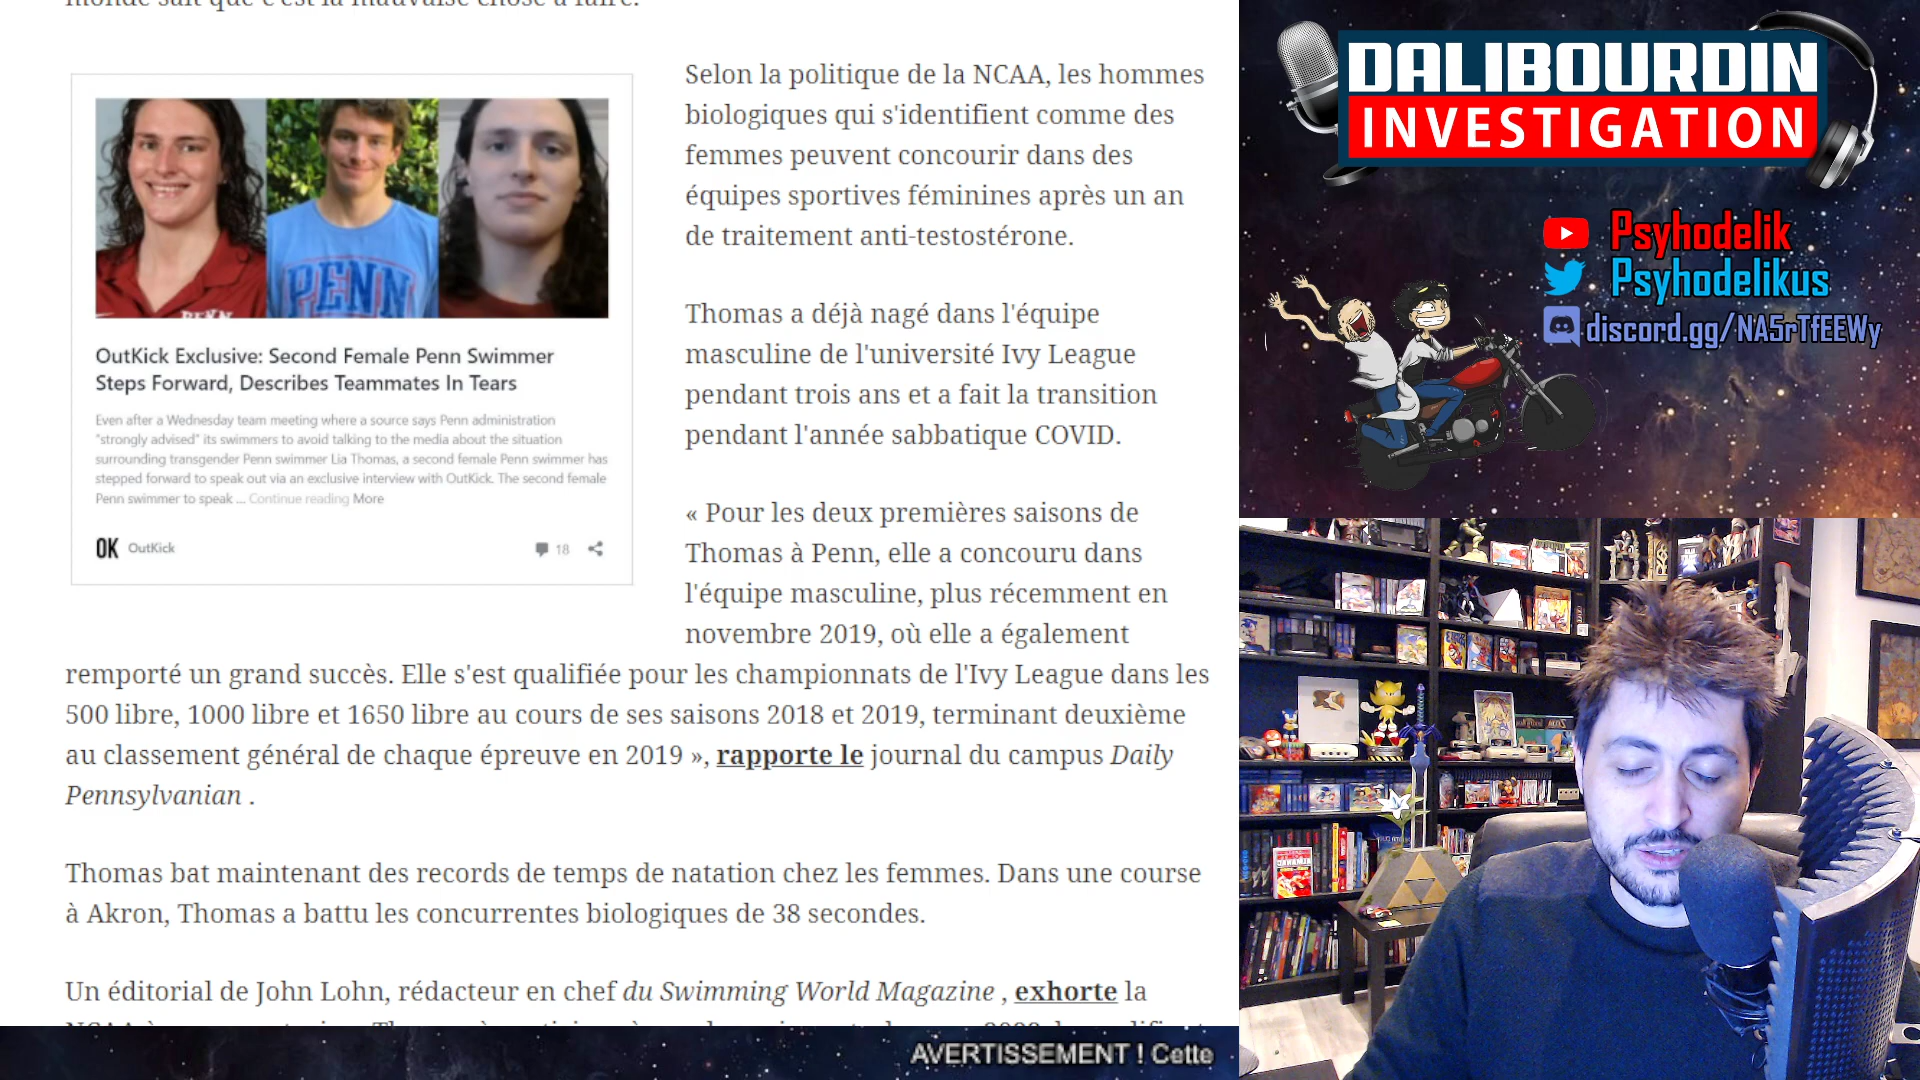 monde sait que c'est la mauvaise chose à faire.
OutKick Exclusive: Second Female Penn Swimmer
Steps Forward, Describes Teammates In Tears
Even after a Wednesday team meeting where a source says Penn administration
"strongly advised" its swimmers to avoid talking to the media about the situation
surrounding transgender Penn swimmer Lia Thomas, a second female Penn swimmer has
stepped forward to speak out via an exclusive interview with OutKick. The second female
Penn swimmer to speak ... Continue reading More
OK OutKick
18
PENN
PENN
Selon la politique de la NCAA, les hommes
biologiques qui s'identifient comme des
femmes peuvent concourir dans des
équipes sportives féminines après un an
de traitement anti-testostérone.
Thomas a déjà nagé dans l'équipe
masculine de l'université Ivy League
pendant trois ans et a fait la transition
pendant l'année sabbatique COVID.
« Pour les deux premières saisons de
Thomas à Penn, elle a concouru dans
l'équipe masculine, plus récemment en
novembre 2019, où elle a également
remporté un grand succès. Elle s'est qualifiée pour les championnats de l'Ivy League dans les
500 libre, 1000 libre et 1650 libre au cours de ses saisons 2018 et 2019, terminant deuxième
au classement général de chaque épreuve en 2019 », rapporte le journal du campus Daily
Pennsylvanian .
Thomas bat maintenant des records de temps de natation chez les femmes. Dans une course
à Akron, Thomas a battu les concurrentes biologiques de 38 secondes.
Un éditorial de John Lohn, rédacteur en chef du Swimming World Magazine , exhorte la
AVERTISSEMENT ! Cette
DALIBOURDIN
INVESTIGATION
Psyhodelik
Psyhodelikus
discord.gg/NA5rTfEEWy